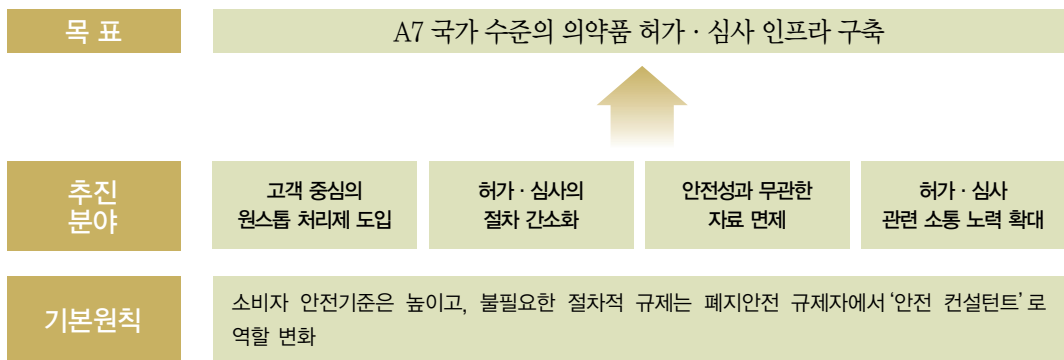 목 표
A7 국가 수준의 의약품 허가 · 심사 인프라 구축
추진
분야
고객 중심의
원스톱 처리제 도입
허가 · 심사의
절차 간소화
안전성과 무관한
자료 면제
허가 · 심사
관련 소통 노력 확대
기본원칙
소비자 안전기준은 높이고, 불필요한 절차적 규제는 폐지안전 규제자에서 ‘안전 컨설턴트’ 로
역할 변화